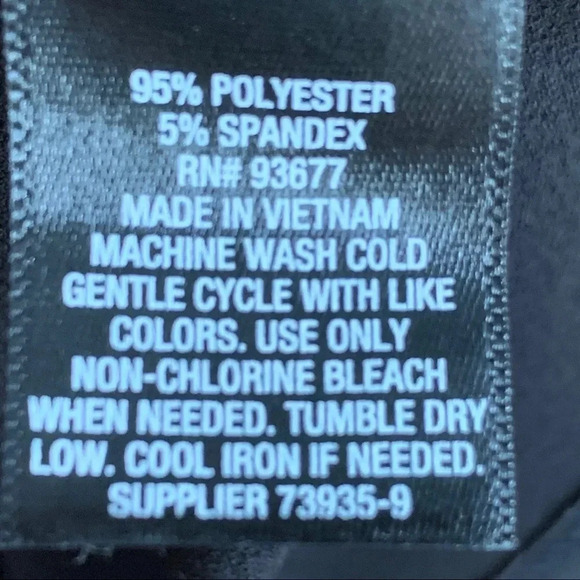 95% POLYESTER
5% SPANDEX
RN# 93677
MADE IN VIETNAM
MACHINE WASH COLD
GENTLE CYCLE WITH LIKE
COLORS. USE ONLY
NON-CHLORINE BLEACH
WHEN NEEDED. TUMBLE DRY
LOW. COOL IRON IF NEEDED.
SUPPLIER 73935-9